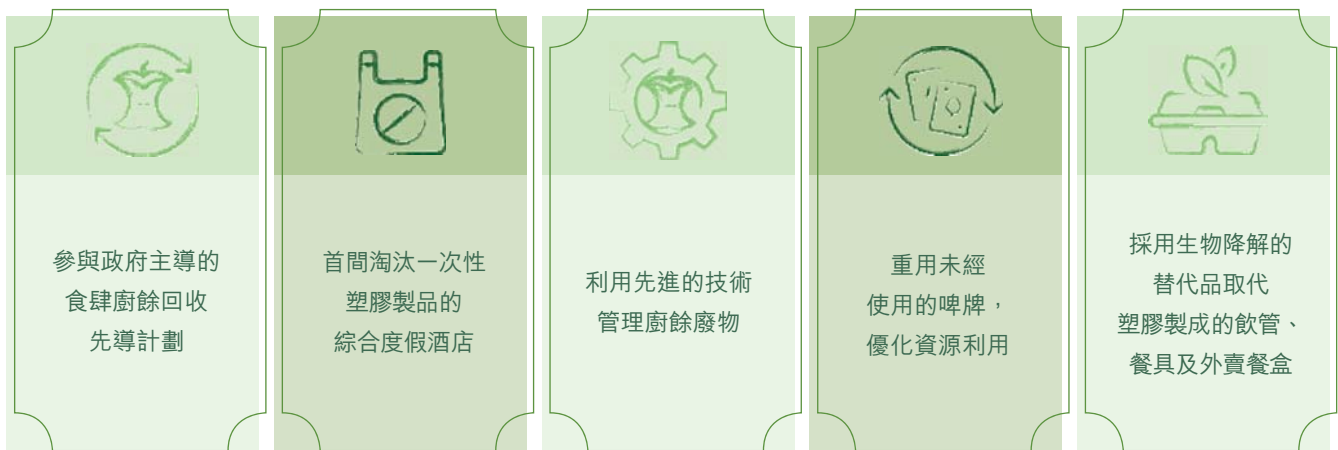 參與政府主導的
食肆廚餘回收
先導計劃
首間淘汰一次性
塑膠製品的
綜合度假酒店
利用先進的技術
管理廚餘廢物
重用未經
使用的啤牌，
優化資源利用
採用生物降解的
替代品取代
塑膠製成的飲管、
餐具及外賣餐盒